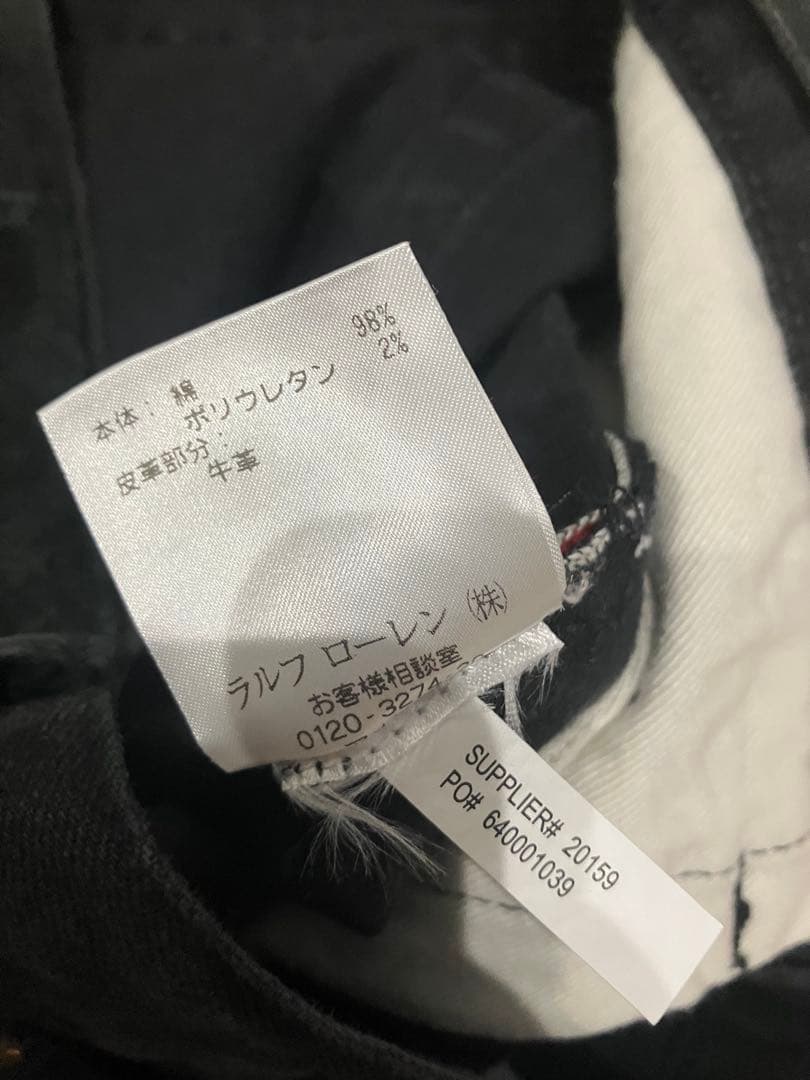 本体: 綿 98%
ポリウレタン 2%
皮革部分:
牛革
ラルフ ローレン (株)
お客様相談室
0120-3274
SUPPLIER# 20159
PO# 640001039